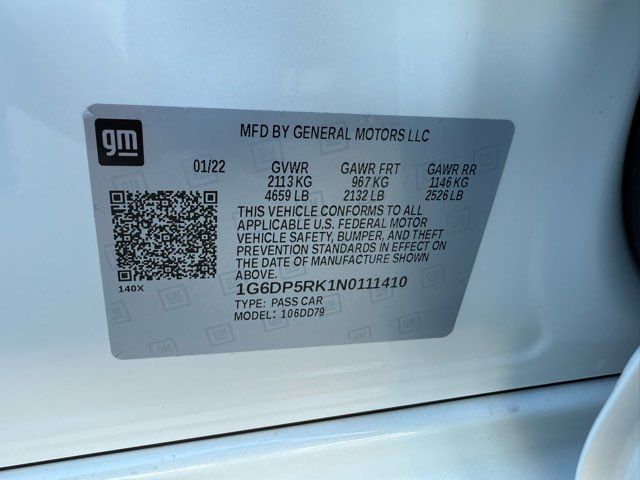 gm
MFD BY GENERAL MOTORS LLC
01/22 GVWR GAWR FRT GAWR RR
2113 KG 967 KG 1146 KG
4659 LB 2132 LB 2526 LB
THIS VEHICLE CONFORMS TO ALL
APPLICABLE U.S. FEDERAL MOTOR
VEHICLE SAFETY, BUMPER, AND THEFT
PREVENTION STANDARDS IN EFFECT ON
THE DATE OF MANUFACTURE SHOWN
ABOVE.
140X
1G6DP5RK1N0111410
TYPE: PASS CAR
MODEL: 106DD79